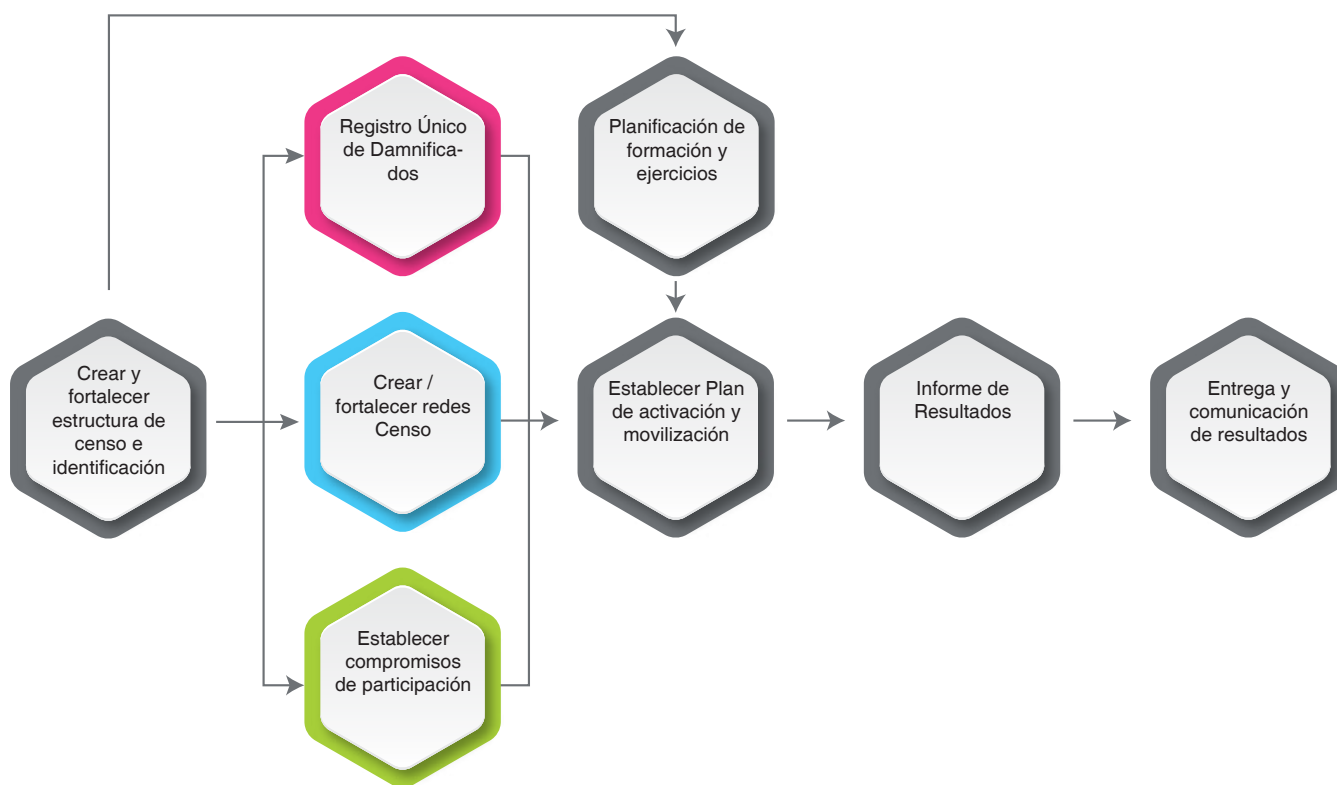 Registro Único
de Damnifica-
dos
Planificación de
formación y
ejercicios
Crear y
fortalecer
estructura de
censo e
identificación
Crear /
fortalecer redes
Censo
Establecer Plan
de activación y
movilización
Informe de
Resultados
Entrega y
comunicación
de resultados
Establecer
compromisos
de participación